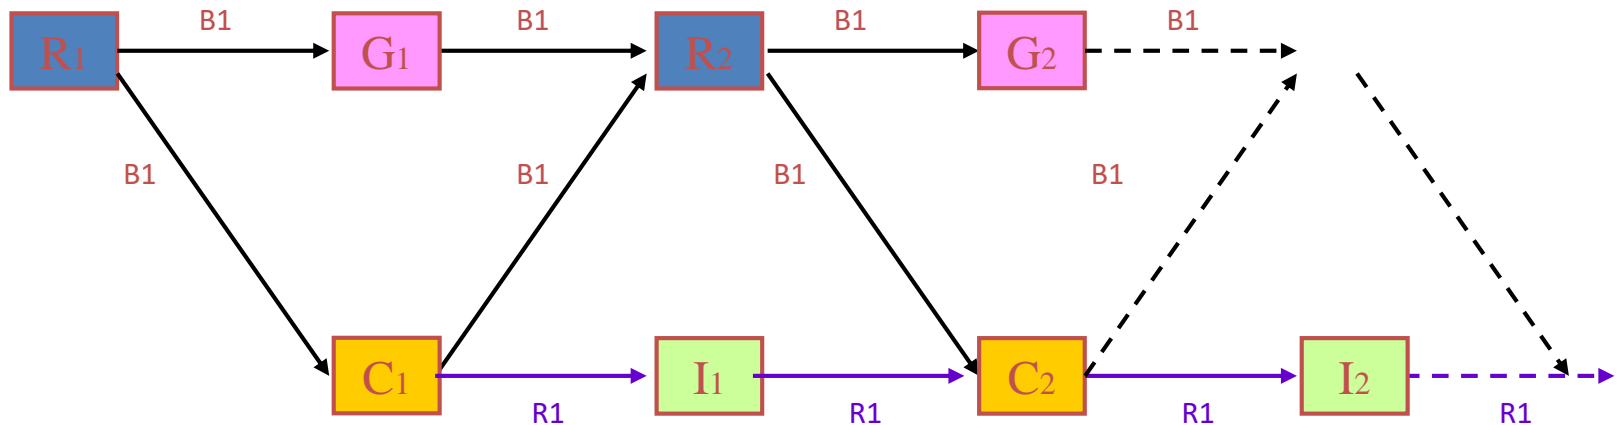 B1 B1 B1 B1
R1 G1 R2 G2
B1 B1 B1 B1
C1 I1 C2 I2
R1 R1 R1 R1